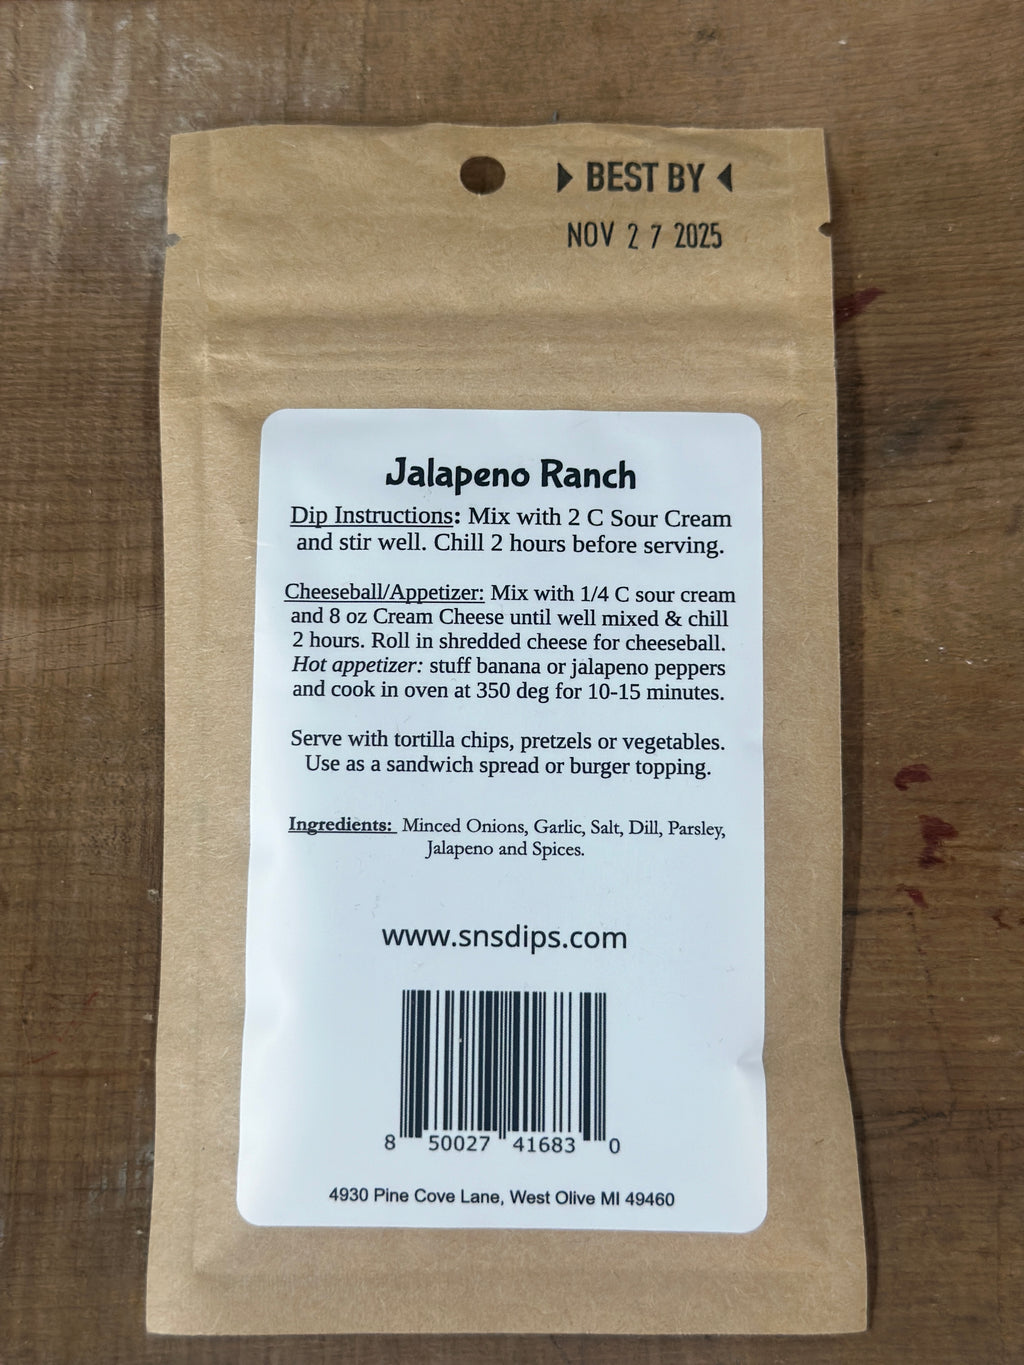 BEST BY
NOV 27 2025
Jalapeno Ranch
Dip Instructions: Mix with 2 C Sour Cream
and stir well. Chill 2 hours before serving.
Cheeseball/Appetizer: Mix with 1/4 C sour cream
and 8 oz Cream Cheese until well mixed & chill
2 hours. Roll in shredded cheese for cheeseball.
Hot appetizer: stuff banana or jalapeno peppers
and cook in oven at 350 deg for 10-15 minutes.
Serve with tortilla chips, pretzels or vegetables.
Use as a sandwich spread or burger topping.
Ingredients: Minced Onions, Garlic, Salt, Dill, Parsley,
Jalapeno and Spices.
www.snsdips.com
8 50027 41683 0
4930 Pine Cove Lane, West Olive MI 49460